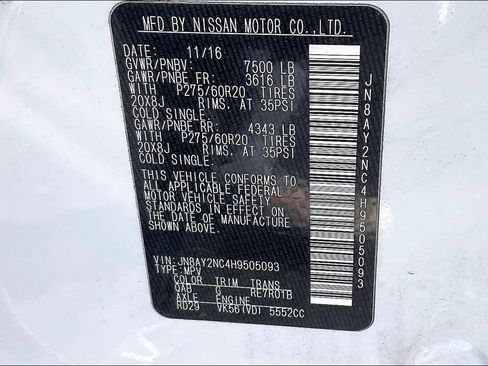 MFD BY NISSAN MOTOR CO.,LTD.
DATE: 11/16
GVWR/PNBV: 7500 LB
GAWR/PNBE FR: 3616 LB
WITH P275/60R20 TIRES
20X8J RIMS. AT 35PSI
COLD SINGLE.
GAWR/PNBE RR: 4343 LB
WITH P275/60R20 TIRES
20X8J RIMS. AT 35PSI
COLD SINGLE.
THIS VEHICLE CONFORMS TO
ALL APPLICABLE FEDERAL
MOTOR VEHICLE SAFETY
STANDARDS IN EFFECT ON
THE DATE OF MANUFACTURE
SHOWN ABOVE.
VIN:JN8AY2NC4H9505093
TYPE:MPV
COLOR TRIM TRANS
QAB G RE7R01B
AXLE ENGINE
RD29 VK56(VD) 5552CC
JN8AY2NC4H9505093